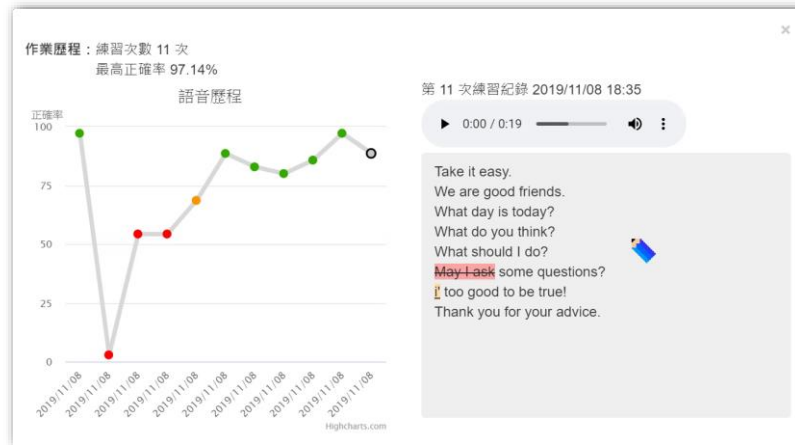 ×
作業歷程：練習次數 11 次
最高正確率 97.14%
語音歷程
正確率
100
75
50
25
0
2019/11/08
2019/11/08
2019/11/08
2019/11/08
2019/11/08
2019/11/08
2019/11/08
2019/11/08
2019/11/08
2019/11/08
2019/11/08
Highcharts.com
第 11 次練習紀錄 2019/11/08 18:35
0:00 / 0:19
Take it easy.
We are good friends.
What day is today?
What do you think?
What should I do?
May I ask some questions?
i' too good to be true!
Thank you for your advice.